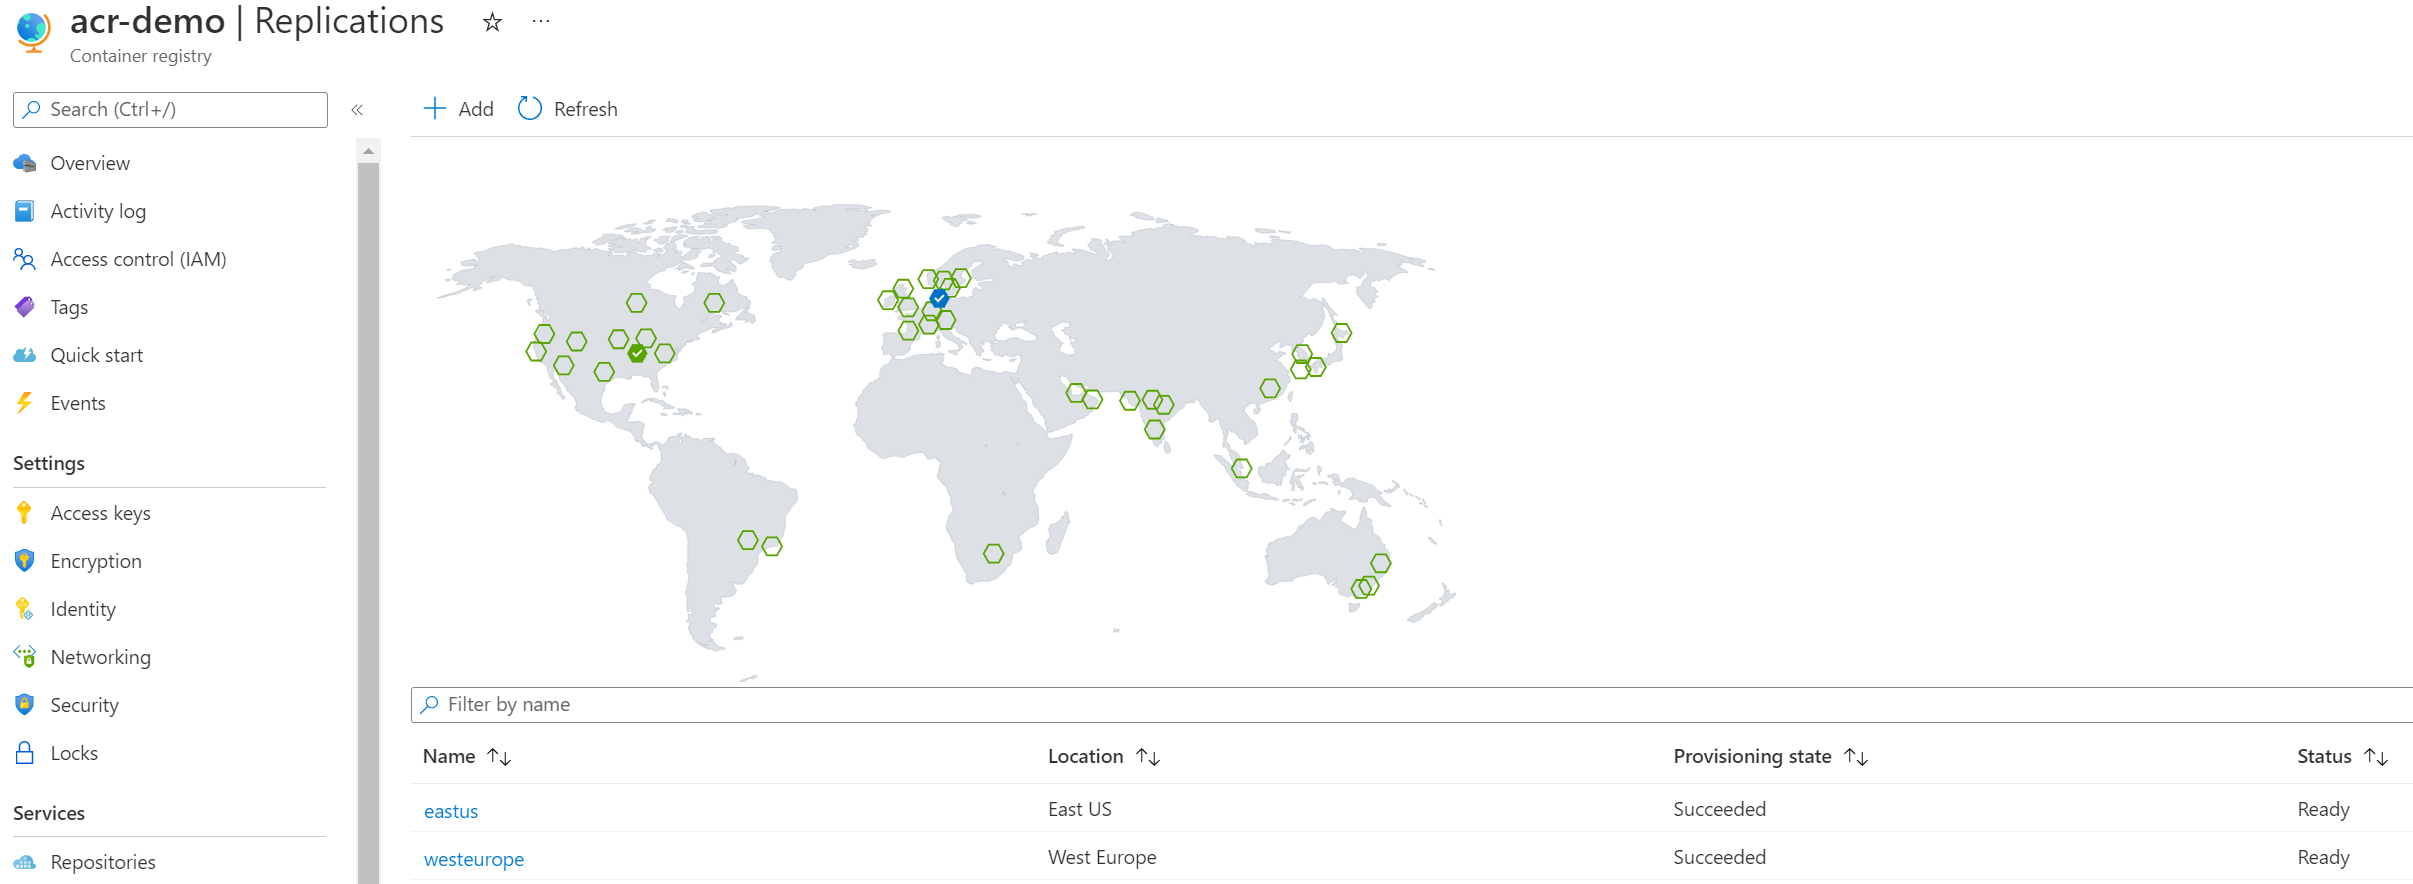 acr-demo | Replications
Container registry
Search (Ctrl+/)
Overview
Activity log
Access control (IAM)
Tags
Quick start
Events
Settings
Access keys
Encryption
Identity
Networking
Security
Locks
Services
Repositories
Add Refresh
Filter by name
Name Location Provisioning state Status
eastus East US Succeeded Ready
westeurope West Europe Succeeded Ready